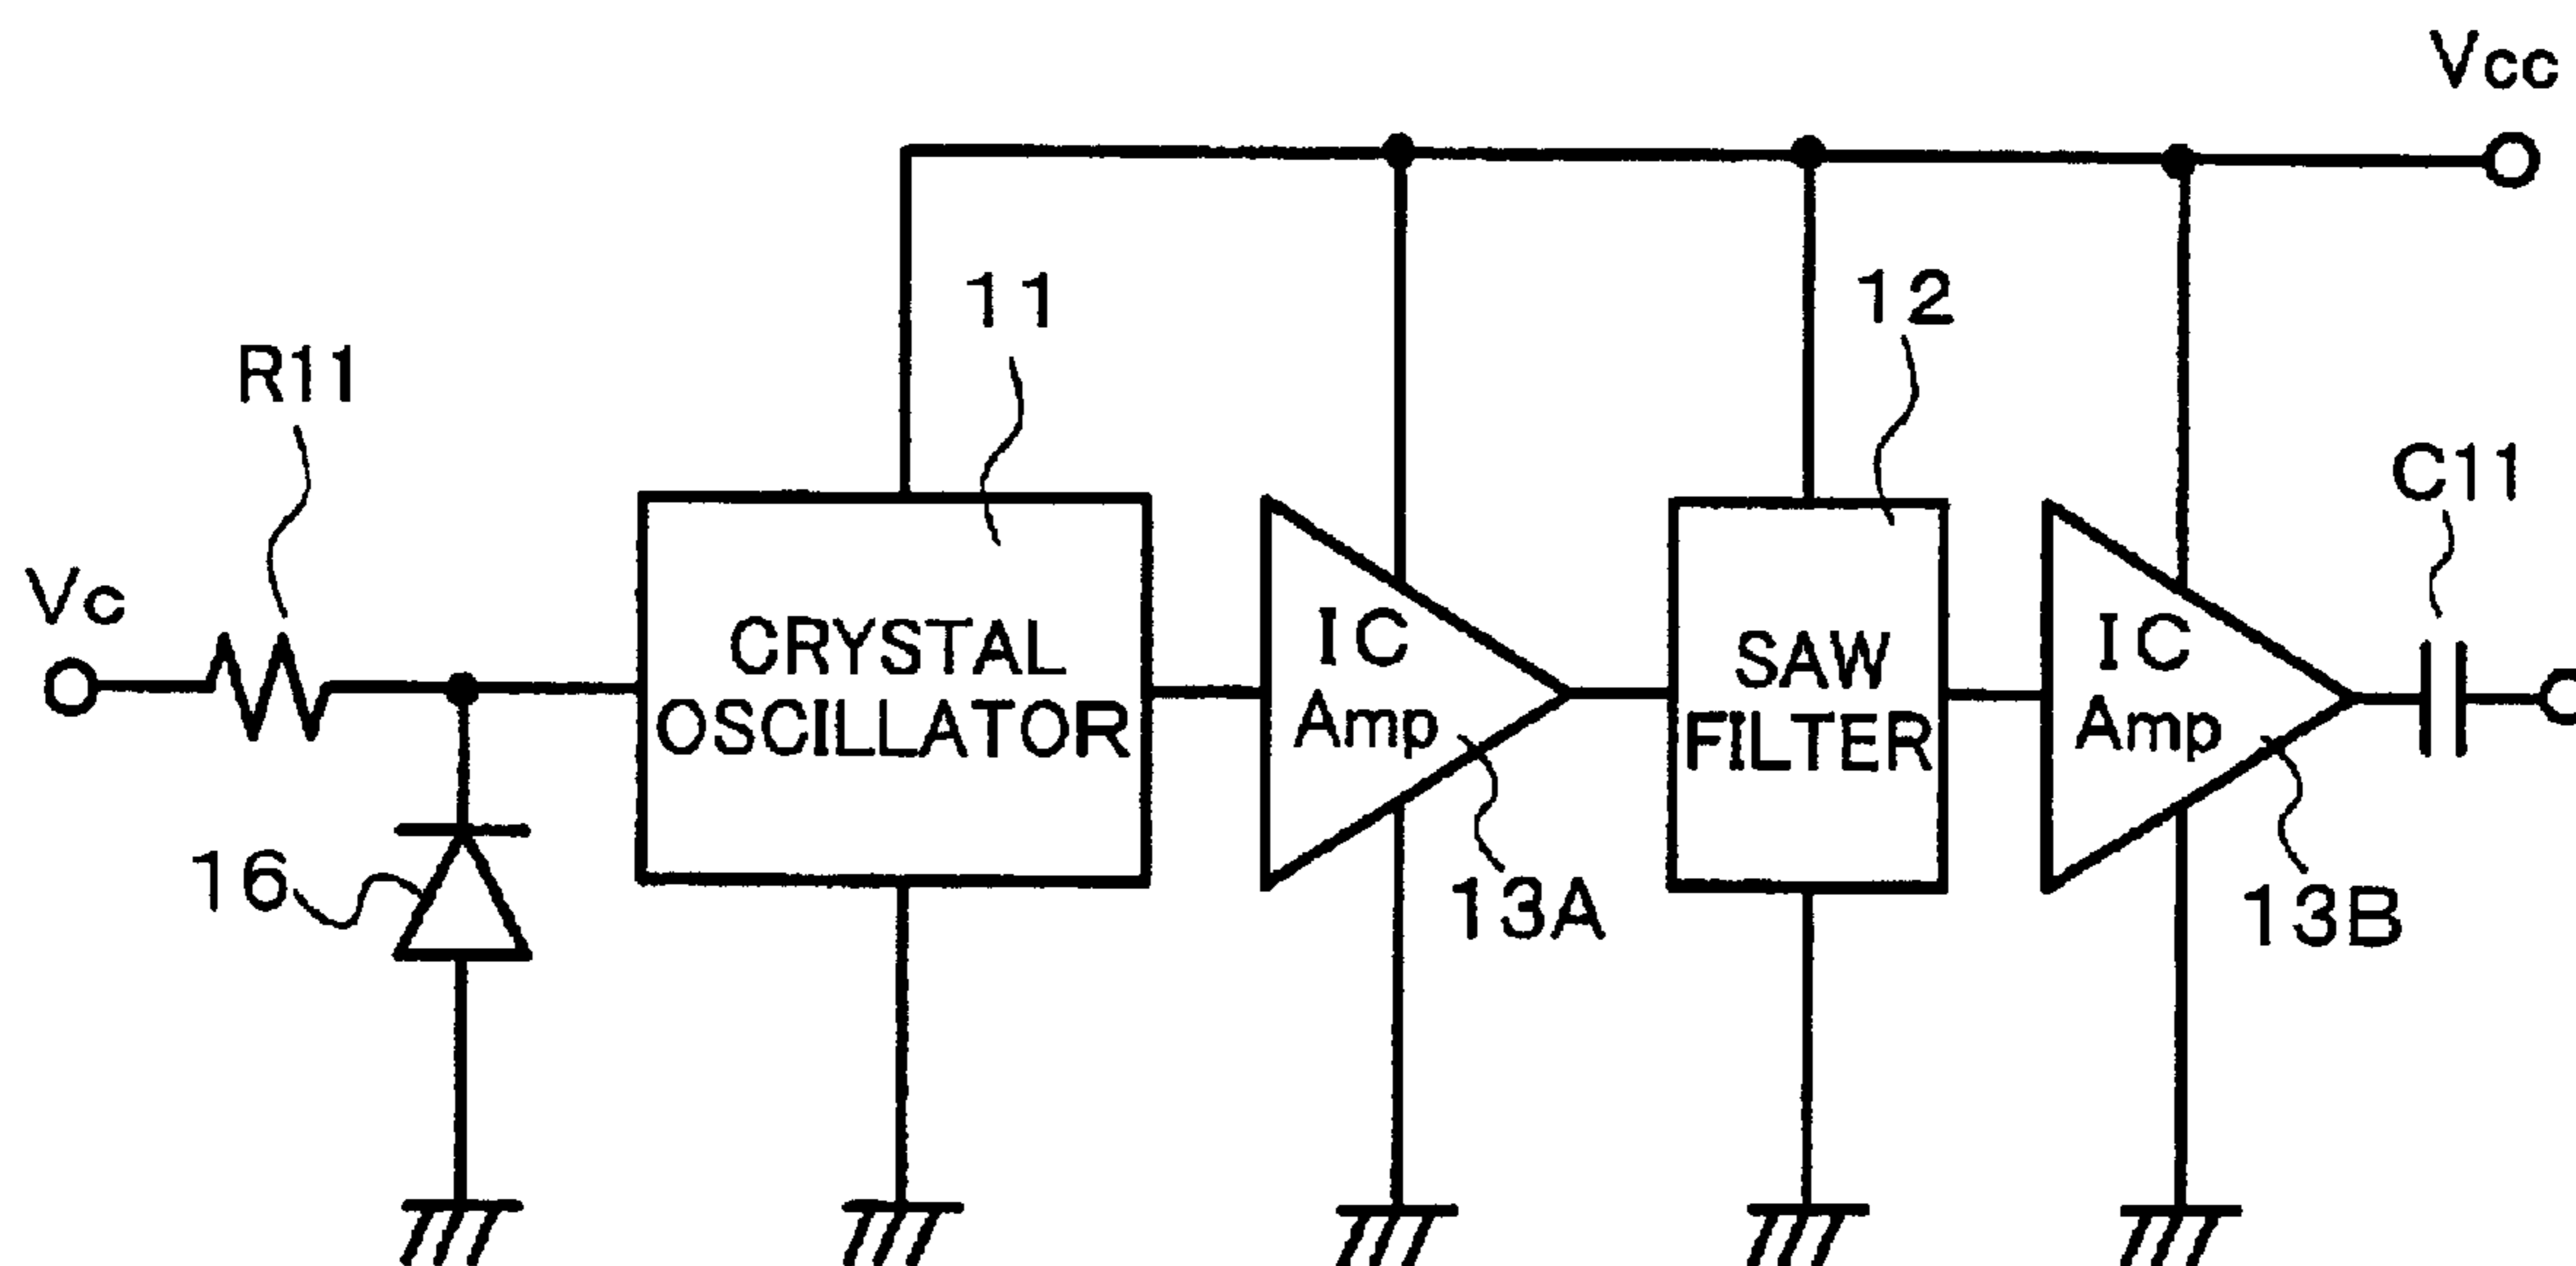 Vcc
11
12
R11
C11
Vc
CRYSTAL
OSCILLATOR
IC
Amp
SAW
FILTER
IC
Amp
16
13A
13B